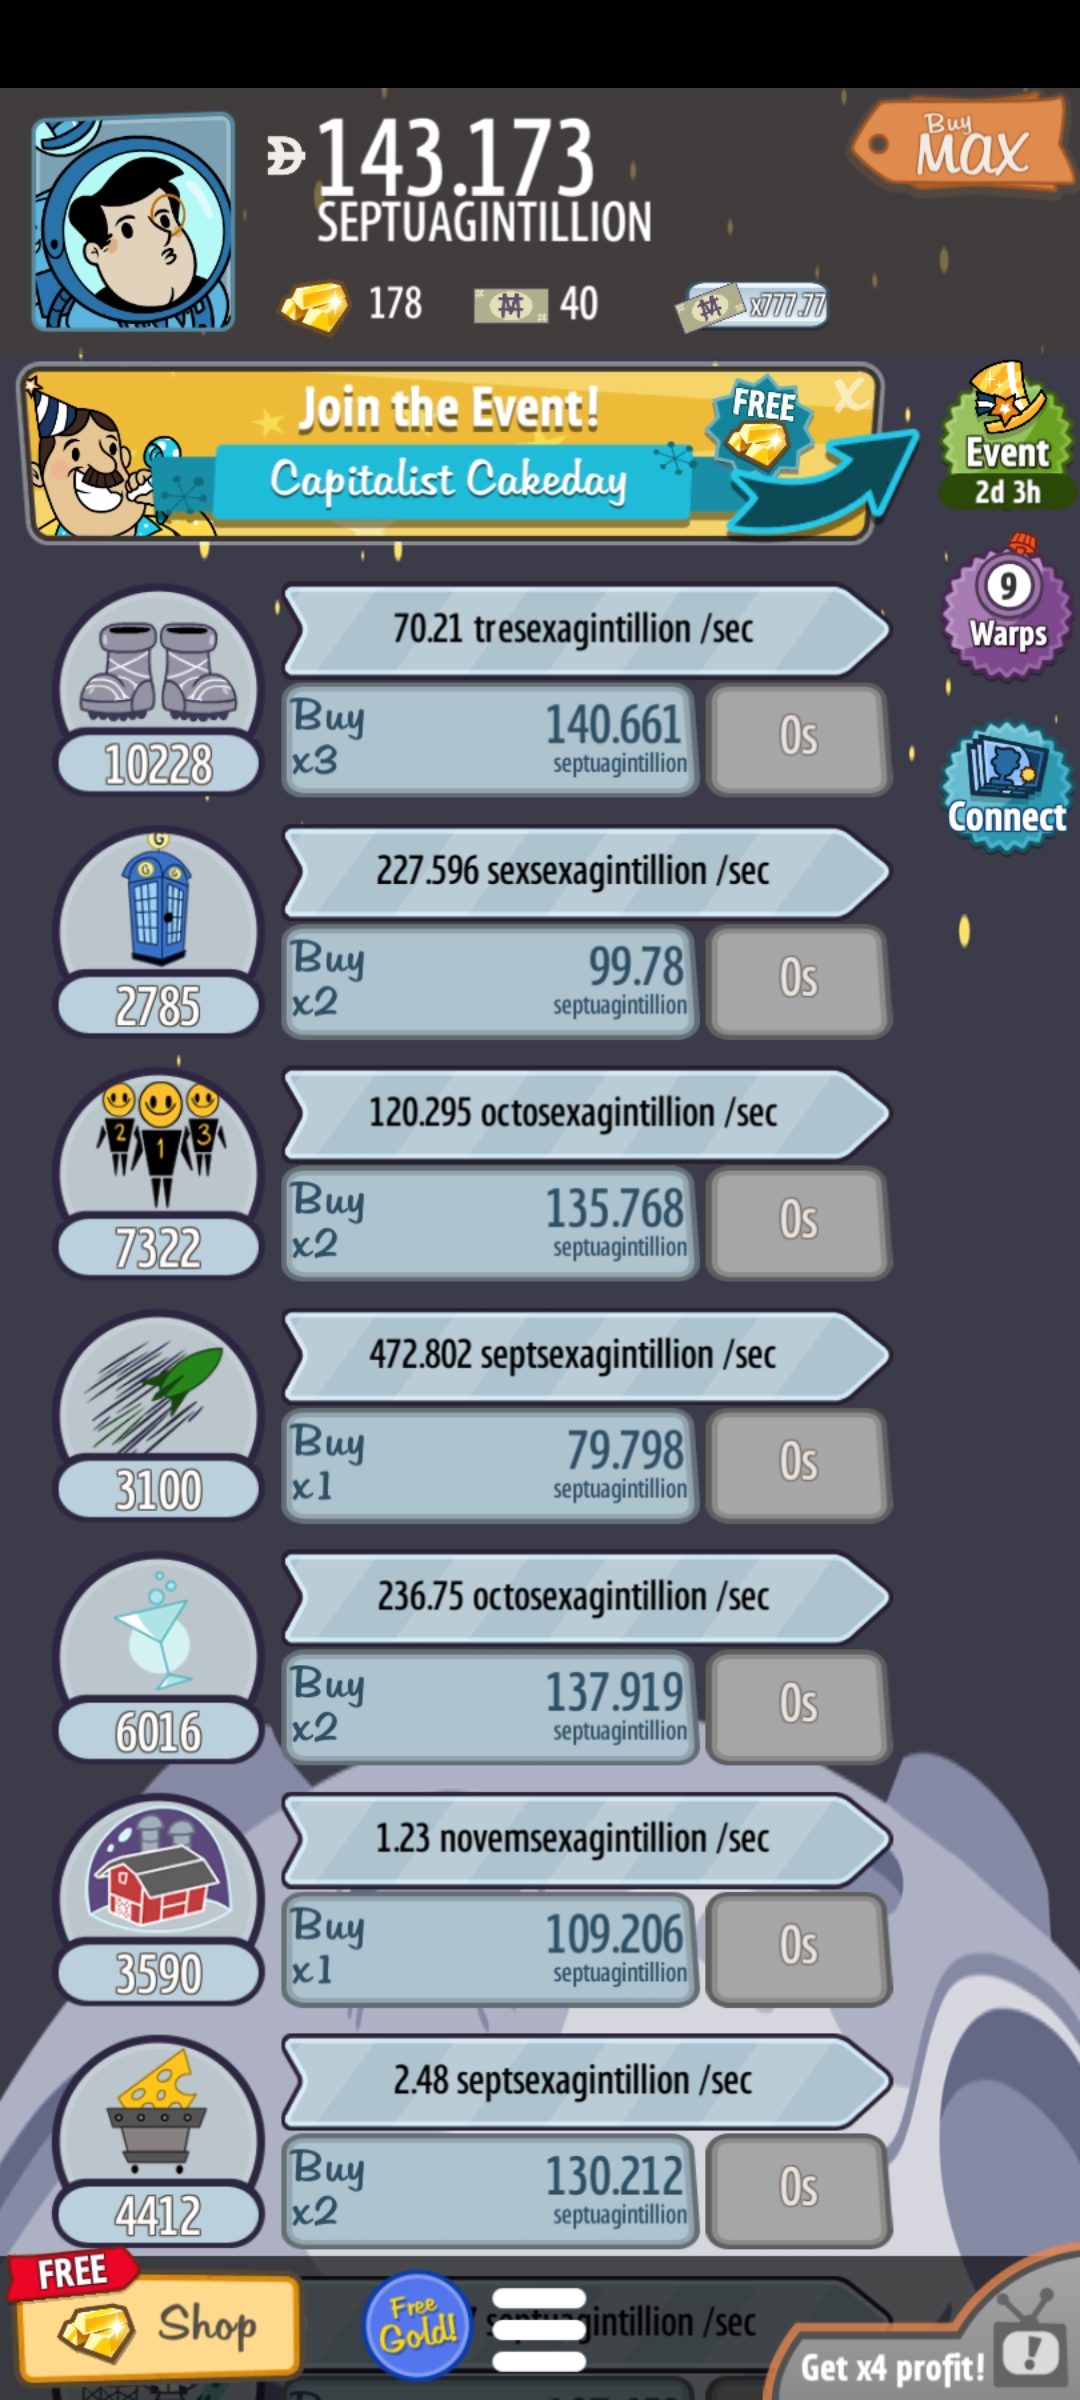 143.173
SEPTUAGINTILLION
Buy
MAX
178
40
x777.77
Join the Event!
Capitalist Cakeday
FREE
x
Event
2d 3h
9
Warps
Connect
70.21 tresexagintillion /sec
10228
Buy
x3
140.661
septuagintillion
0s
G
G
G
227.596 sexsexagintillion /sec
2785
Buy
x2
99.78
septuagintillion
0s
2
1
3
120.295 octosexagintillion /sec
7322
Buy
x2
135.768
septuagintillion
0s
472.802 septsexagintillion /sec
3100
Buy
x1
79.798
septuagintillion
0s
236.75 octosexagintillion /sec
6016
Buy
x2
137.919
septuagintillion
0s
1.23 novemsexagintillion /sec
3590
Buy
x1
109.206
septuagintillion
0s
2.48 septsexagintillion /sec
4412
Buy
x2
130.212
septuagintillion
0s
FREE
Shop
Free
Gold!
/sec
Get x4 profit!
!